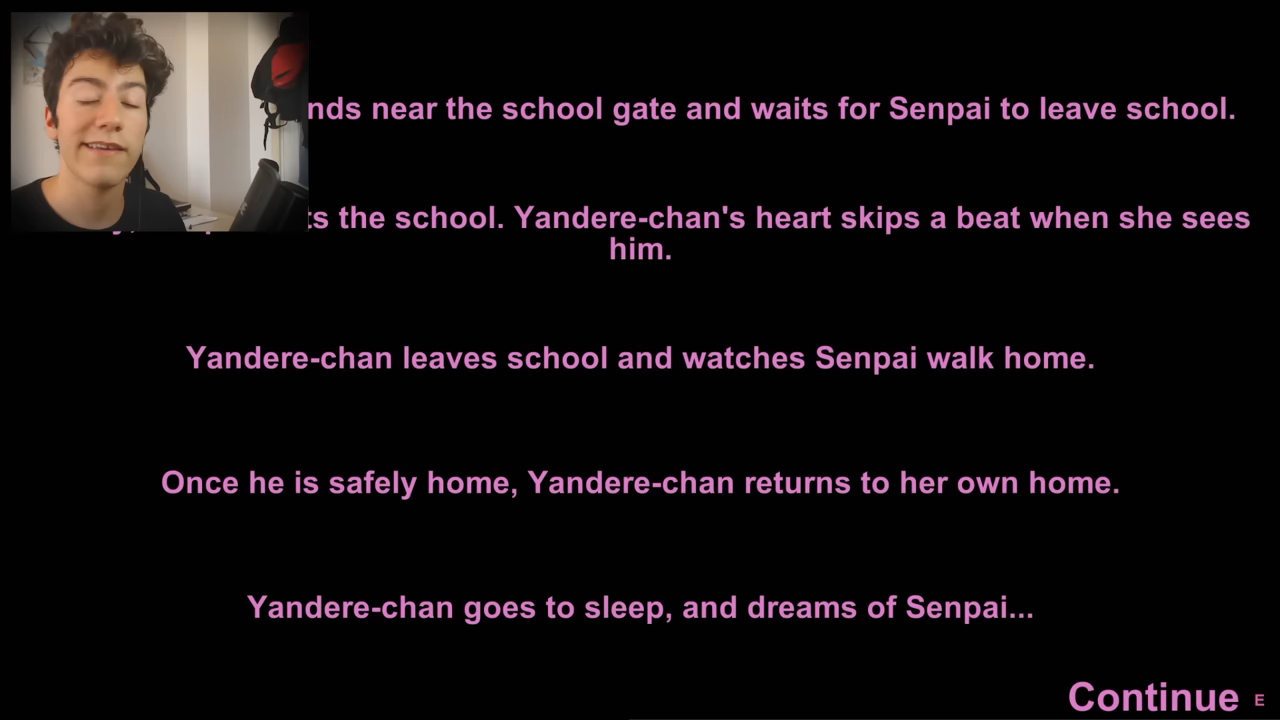 near the school gate and waits for Senpai to leave school.
the school. Yandere-chan's heart skips a beat when she sees
him.
Yandere-chan leaves school and watches Senpai walk home.
Once he is safely home, Yandere-chan returns to her own home.
Yandere-chan goes to sleep, and dreams of Senpai...
Continue E